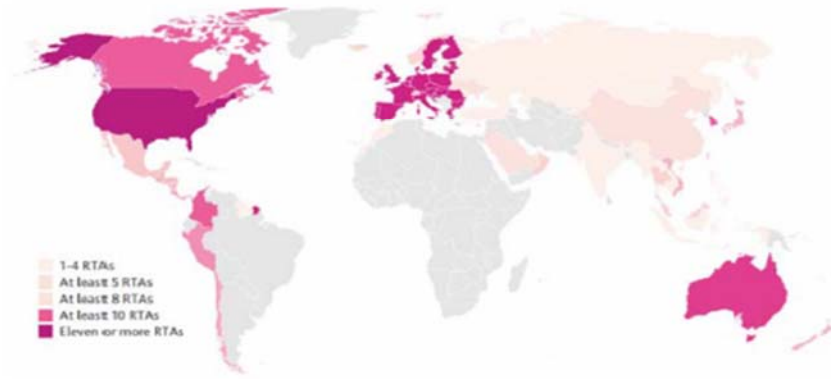 1-4 RTAs
At least 5 RTAs
At least 8 RTAs
At least 10 RTAs
Eleven or more RTAs